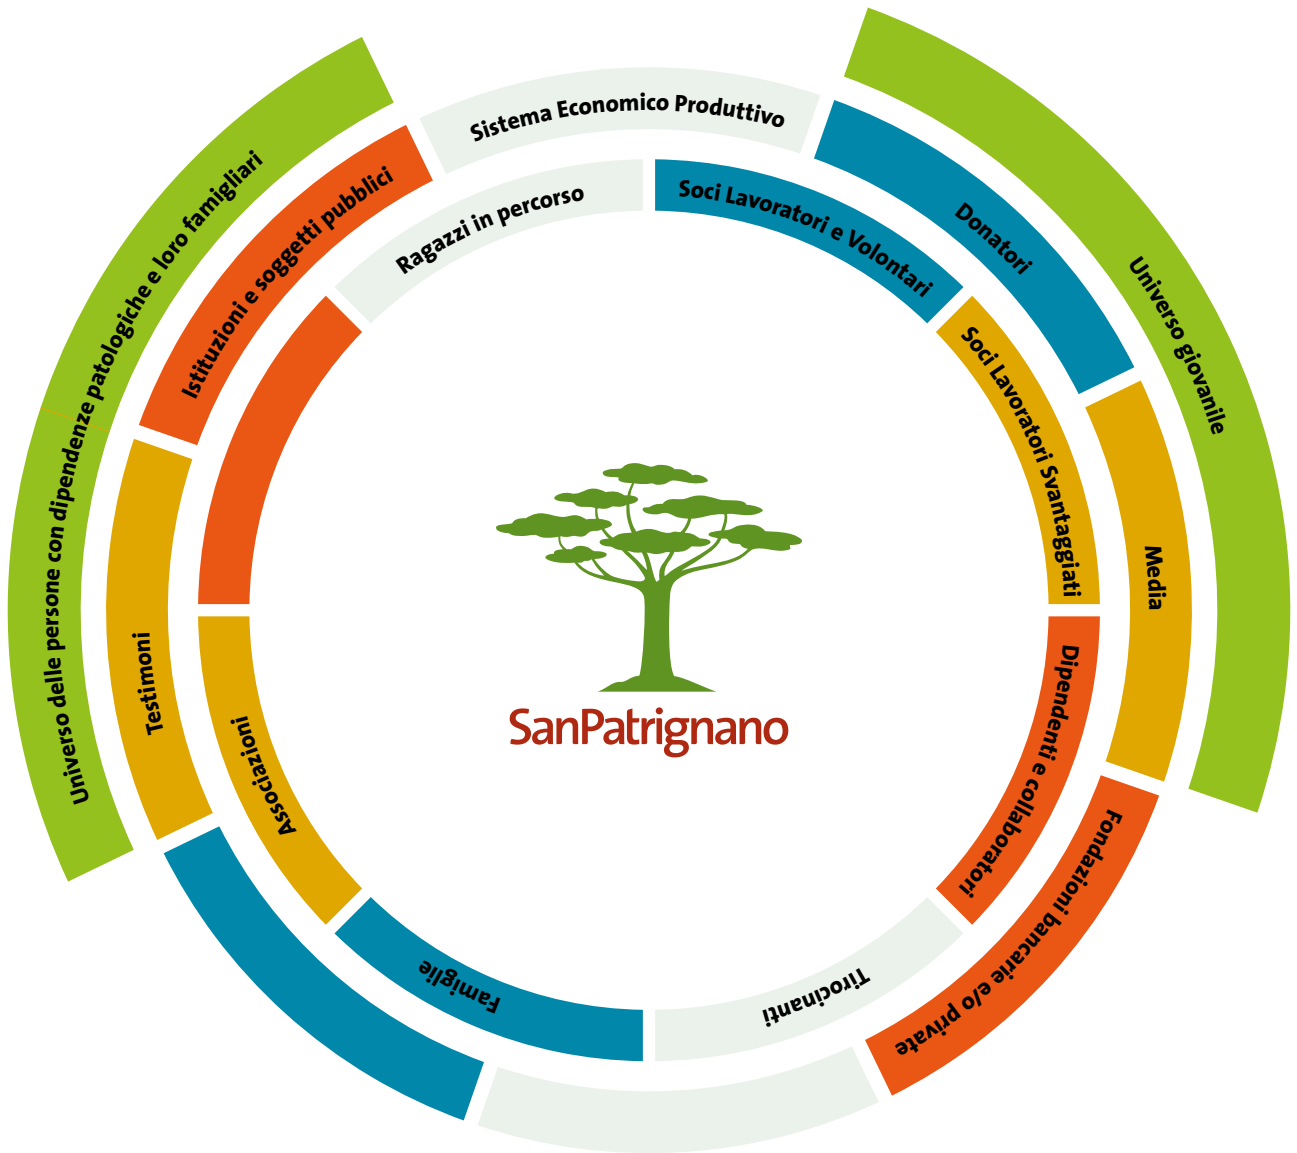 Universo delle persone con dipendenze patologiche e loro famigliari
Universo giovanile
Sistema Economico Produttivo
Donatori
Media
Fondazioni bancarie e/o private
Testimoni
Istituzioni e soggetti pubblici
Ragazzi in percorso
Soci Lavoratori e Volontari
Soci Lavoratori Svantaggiati
Dipendenti e collaboratori
Tirocinanti
Famiglie
Associazioni
SanPatrignano